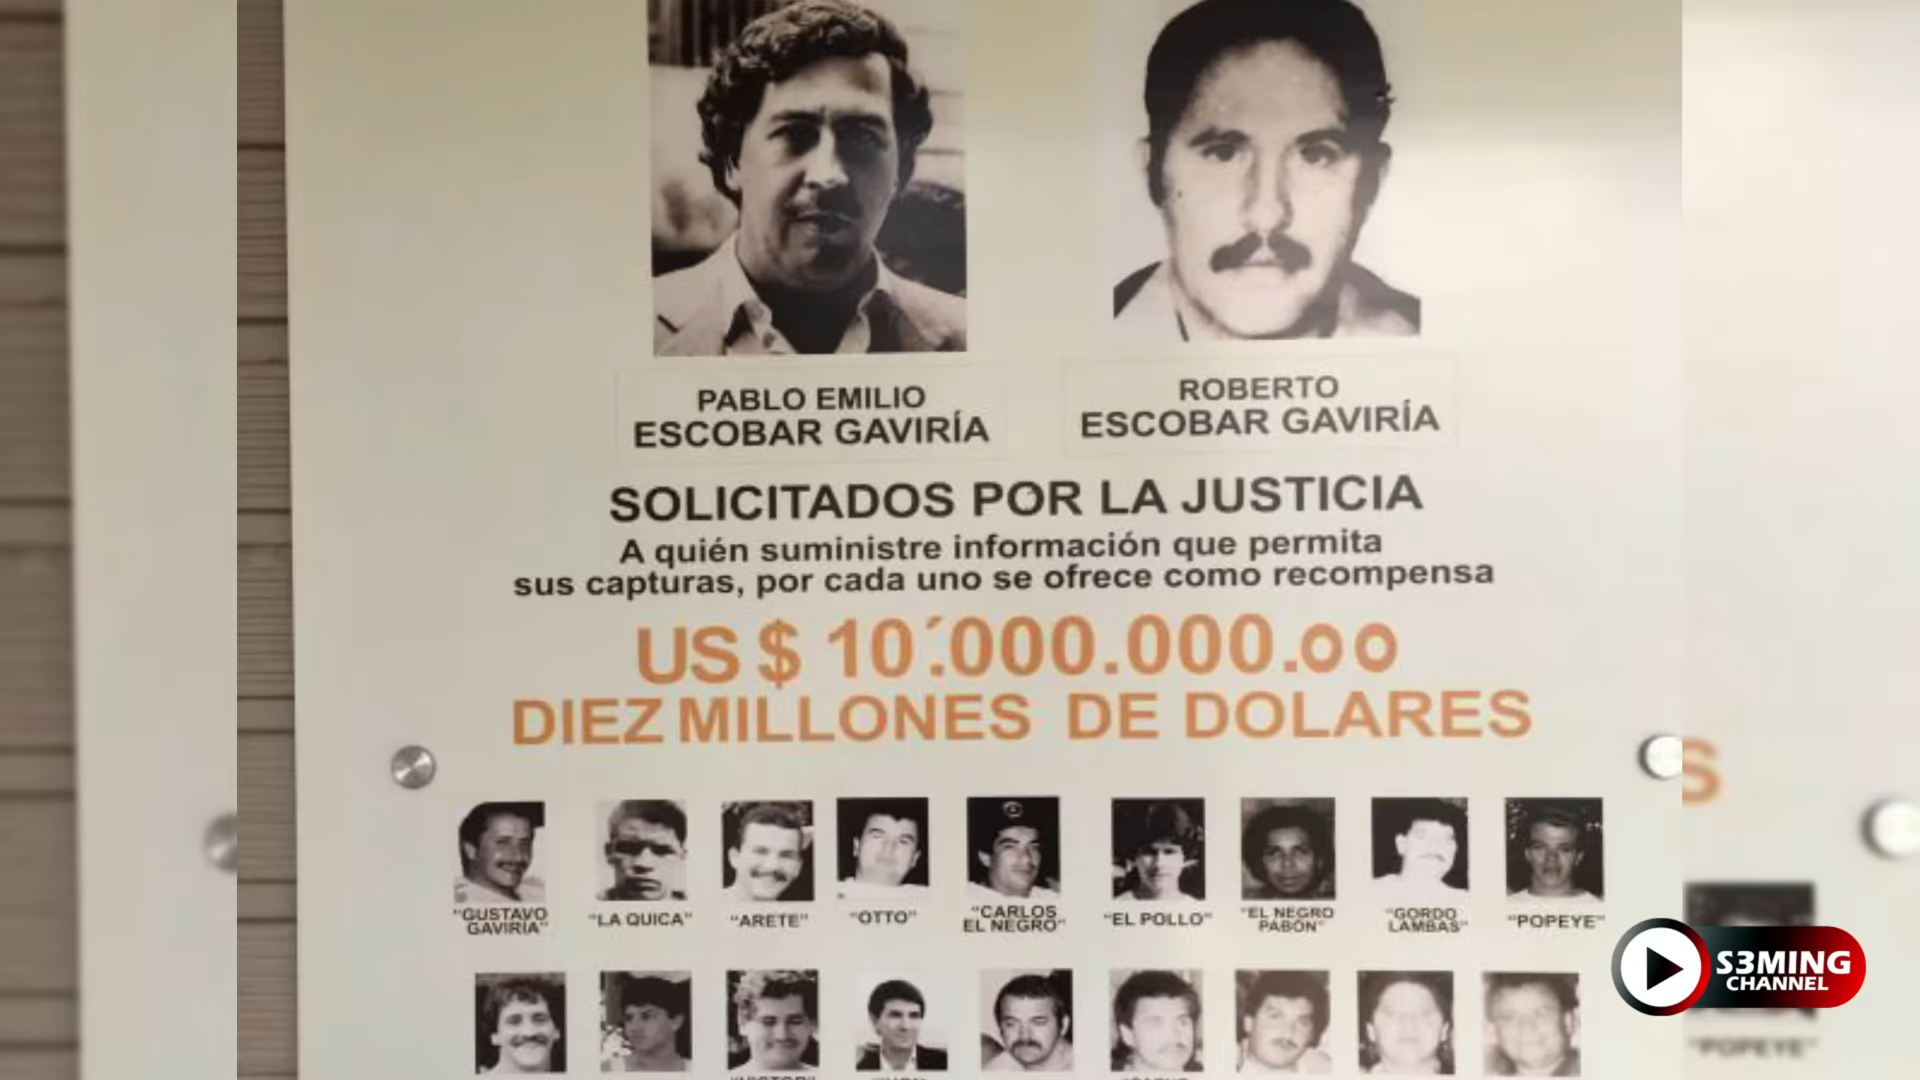 PABLO EMILIO
ESCOBAR GAVIRÍA
ROBERTO
ESCOBAR GAVIRÍA
SOLICITADOS POR LA JUSTICIA
A quién suministre información que permita
sus capturas, por cada uno se ofrece como recompensa
US $ 10´.000.000.oo
DIEZ MILLONES DE DOLARES
"GUSTAVO
GAVIRIA"
"LA QUICA"
"ARETE"
"OTTO"
"CARLOS
EL NEGRO"
"EL POLLO"
"EL NEGRO
PABÓN"
"GORDO
LAMBAS"
"POPEYE"
S3MING
CHANNEL
S
"POPEYE"